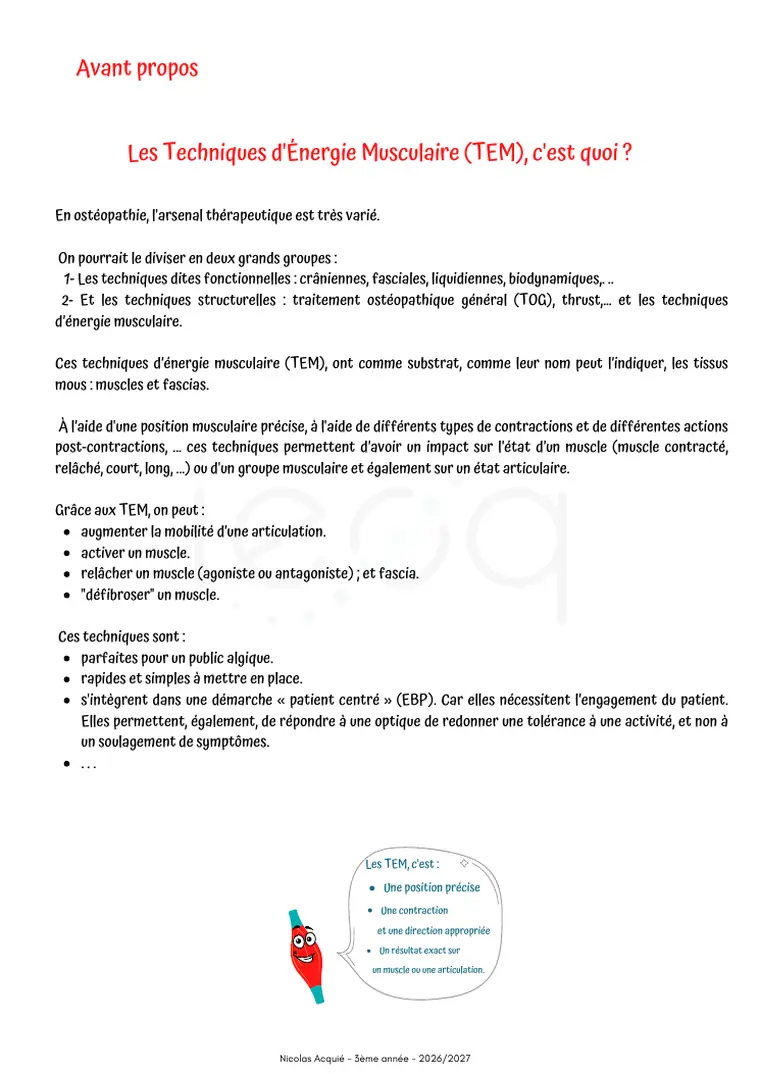 Avant propos
Les Techniques d'Énergie Musculaire (TEM), c'est quoi ?
En ostéopathie, l'arsenal thérapeutique est très varié.
On pourrait le diviser en deux grands groupes :
1- Les techniques dites fonctionnelles : crâniennes, fasciales, liquidiennes, biodynamiques,. ..
2- Et les techniques structurelles : traitement ostéopathique général (TOG), thrust,... et les techniques
d'énergie musculaire.
Ces techniques d'énergie musculaire (TEM), ont comme substrat, comme leur nom peut l'indiquer, les tissus
mous : muscles et fascias.
À l'aide d'une position musculaire précise, à l'aide de différents types de contractions et de différentes actions
post-contractions, ... ces techniques permettent d'avoir un impact sur l'état d'un muscle (muscle contracté,
relâché, court, long, ...) ou d'un groupe musculaire et également sur un état articulaire.
Grâce aux TEM, on peut :
• augmenter la mobilité d'une articulation.
• activer un muscle.
• relâcher un muscle (agoniste ou antagoniste) ; et fascia.
• "défibroser" un muscle.
Ces techniques sont :
• parfaites pour un public algique.
• rapides et simples à mettre en place.
• s'intègrent dans une démarche « patient centré » (EBP). Car elles nécessitent l'engagement du patient.
Elles permettent, également, de répondre à une optique de redonner une tolérance à une activité, et non à
un soulagement de symptômes.
• . . .
Les TEM, c'est :
• Une position précise
• Une contraction
et une direction appropriée
• Un résultat exact sur
un muscle ou une articulation.
Nicolas Acquié - 3ème année - 2026/2027